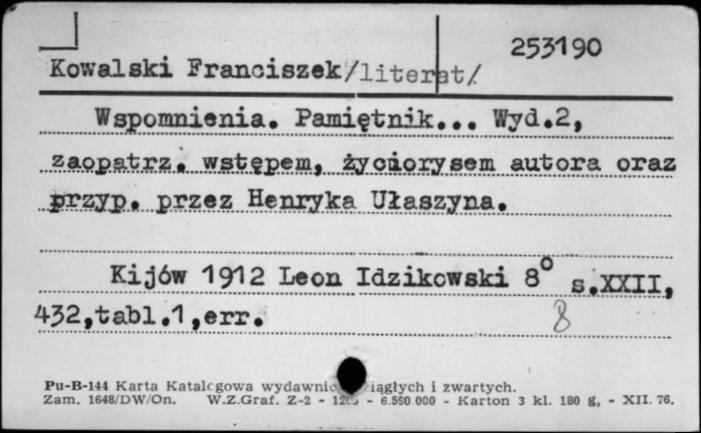 253190
Kowalski Franciszek/literat/
Wspomnienia. Pamiętnik... Wyd.2,
zaopatrz. wstępem, życiorysem autora oraz
przyp. przez Henryka Ułaszyna.
Kijów 1912 Leon Idzikowski 8° s.XXII,
432,tabl.1,err.
8
Pu-B-144 Karta Katalogowa ciągłych i zwartych.
Zam. 1648/DW/On. W.Z.Graf. Z-2 - - 6.590.000 - Karton 3 kl. 180 g, - XII. 76.